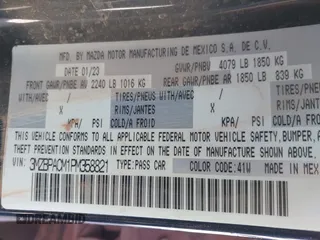 MFD. BY MAZDA MOTOR MANUFACTURING DE MEXICO S.A. DE C.V.
DATE 01/23 GVWR/PNBV 4079 LB 1850 KG
FRONT GAWR/PNBE AV 2240 LB 1016 KG REAR GAWR/PNBE AR 1850 LB 839 KG
WITH/AVEC TIRES/PNEUS WITH/AVEC TIRES/PNEUS
X RIMS/JANTES X RIMS/JANTES
KPA/ PSI COLD/A FROID KPA/ PSI COLD/A FROID
THIS VEHICLE CONFORMS TO ALL APPLICABLE FEDERAL MOTOR VEHICLE SAFETY, BUMPER, A
THEFT PREVENTION STANDARDS IN EFFECT ON THE DATE OF MANUFACTURE SHOWN ABOVE.
3MZBPACM1PM358821 TYPE: PASS CAR COLOR: 41W MADE IN MEX